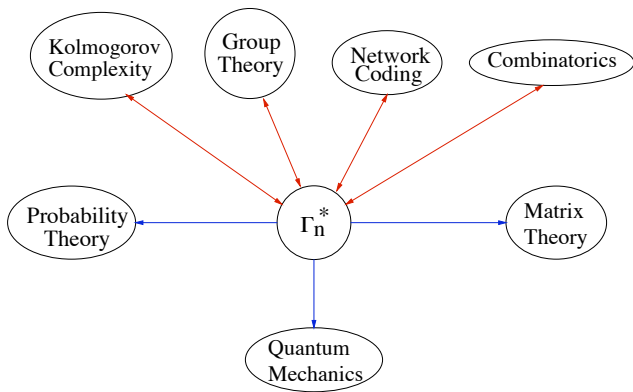 Kolmogorov
Complexity
Group
Theory
Network
Coding
Combinatorics
Probability
Theory
Γn*
Matrix
Theory
Quantum
Mechanics